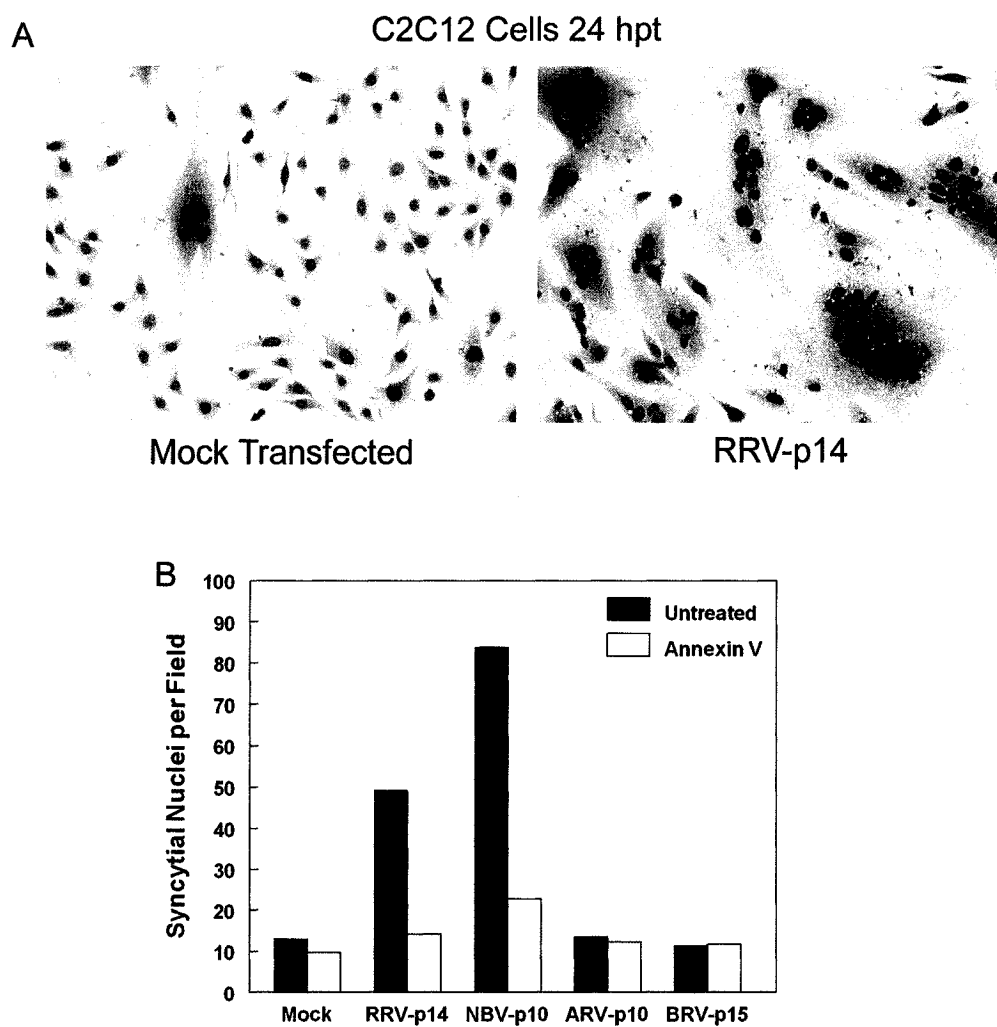 A
C2C12 Cells 24 hpt
Mock Transfected
RRV-p14
B
Syncytial Nuclei per Field
100
90
80
70
60
50
40
30
20
10
0
Untreated
Annexin V
Mock
RRV-p14
NBV-p10
ARV-p10
BRV-p15